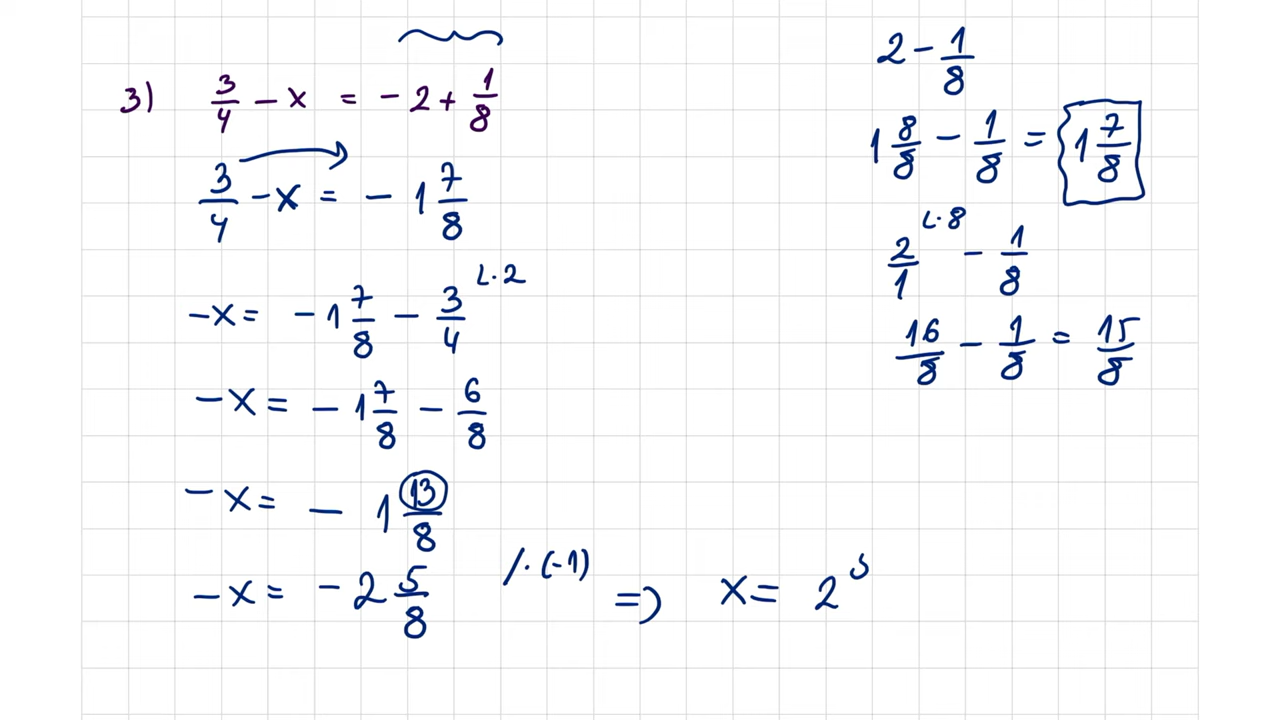 3) 3/4 - x = - 2 + 1/8
3/4 - x = - 1 7/8
-x = - 1 7/8 - 3/4 L·2
-x = - 1 7/8 - 6/8
-x = - 1 13/8
-x = - 2 5/8 /·(-1) => x = 2 5
2 - 1/8
1 8/8 - 1/8 = 1 7/8
2/1 L·8 - 1/8
16/8 - 1/8 = 15/8